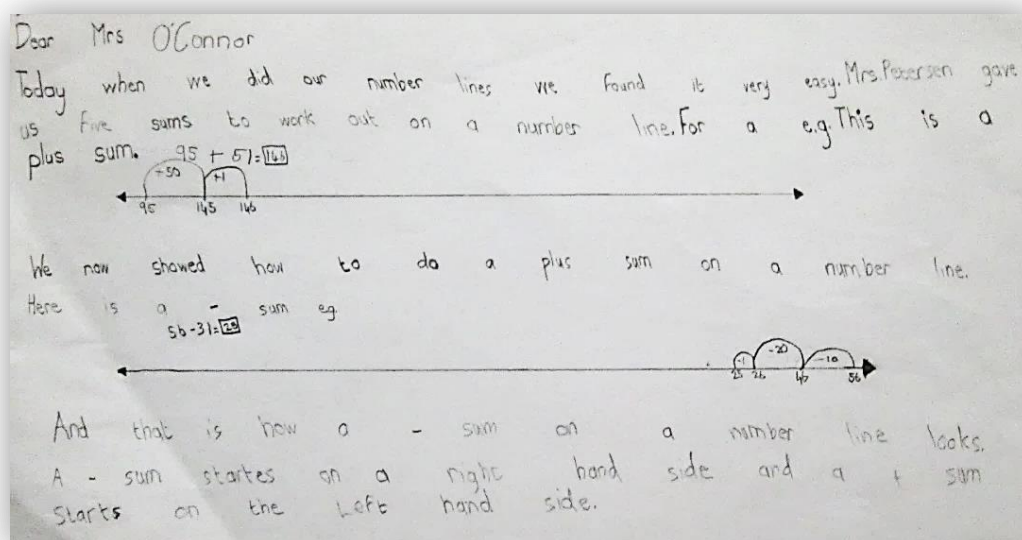 Dear Mrs O'Connor
Today when we did our number lines we found it very easy. Mrs. Petersen gave
us five sums to work out on a number line. For a e.g. This is a
plus sum. 95 + 51=146
+50 +1
95 145 146
We now showed how to do a plus sum on a number line.
Here is a - sum eg.
56-31=25
-1 -20 -10
25 26 56
And that is how a - sum on a number line looks.
A - sum startes on a right hand side and a + sum
starts on the Left hand side.